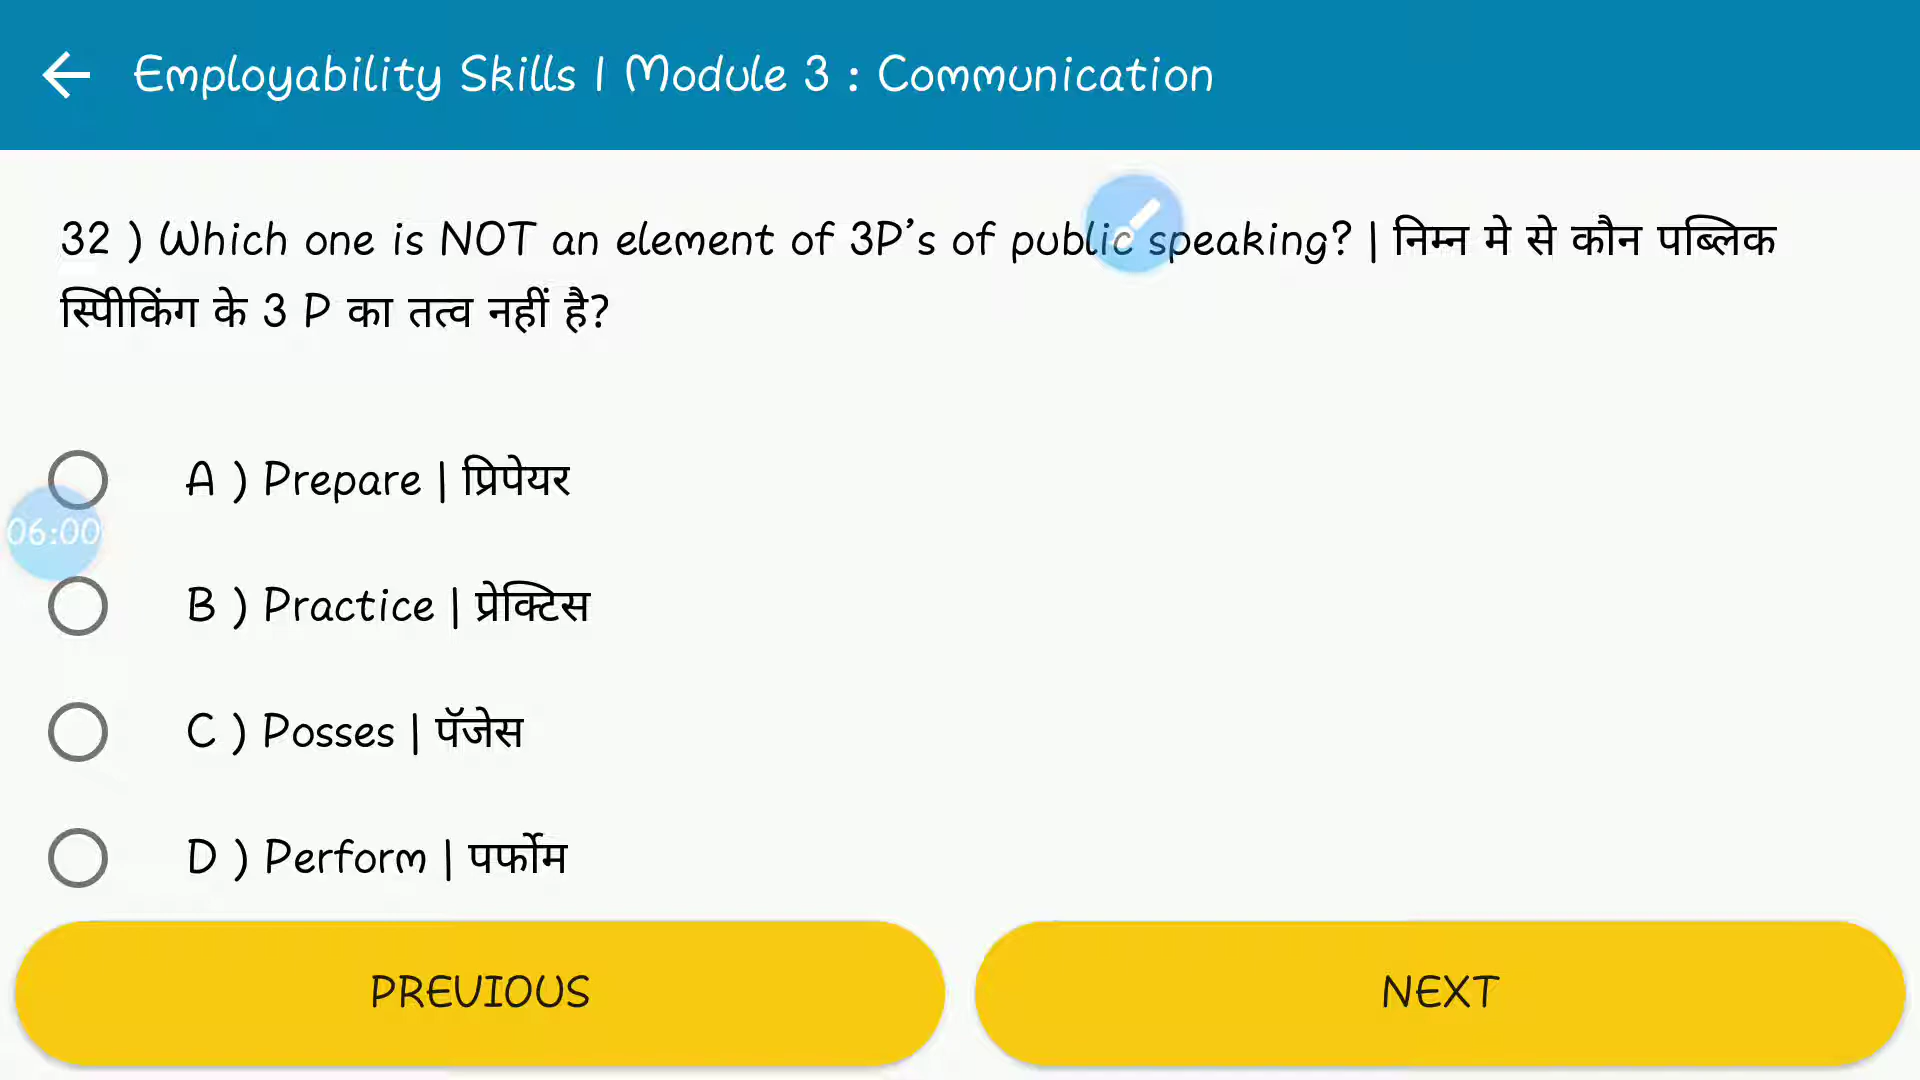 Employability Skills | Module 3 : Communication
32 ) Which one is NOT an element of 3P's of public speaking? | निम्न मे से कौन पब्लिक
स्पीिकिंग के 3 P का तत्व नहीं है?
A ) Prepare | प्रिपेयर
06:00
B ) Practice | प्रेक्टिस
C ) Posses | पॅजेस
D ) Perform | पर्फोम
PREVIOUS
NEXT